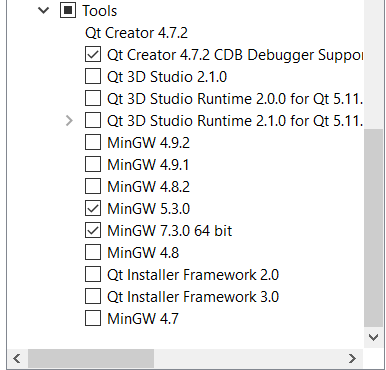 Tools
Qt Creator 4.7.2
Qt Creator 4.7.2 CDB Debugger Suppor
Qt 3D Studio 2.1.0
Qt 3D Studio Runtime 2.0.0 for Qt 5.11.
Qt 3D Studio Runtime 2.1.0 for Qt 5.11.
MinGW 4.9.2
MinGW 4.9.1
MinGW 4.8.2
MinGW 5.3.0
MinGW 7.3.0 64 bit
MinGW 4.8
Qt Installer Framework 2.0
Qt Installer Framework 3.0
MinGW 4.7